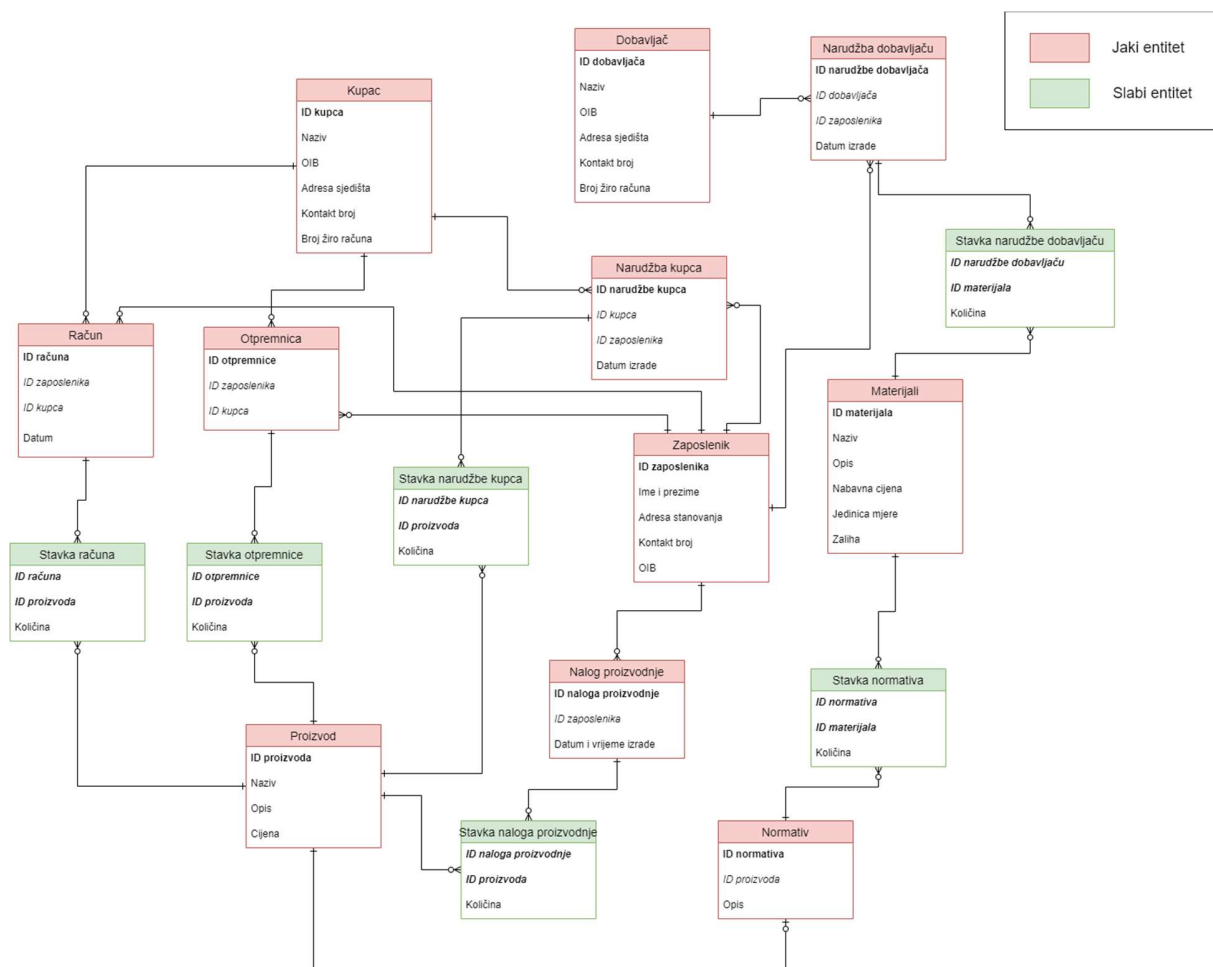 Jaki entitet
Slabi entitet
Dobavljač
ID dobavljača
Naziv
OIB
Adresa sjedišta
Kontakt broj
Broj žiro računa
Narudžba dobavljaču
ID narudžbe dobavljača
ID dobavljača
ID zaposlenika
Datum izrade
Kupac
ID kupca
Naziv
OIB
Adresa sjedišta
Kontakt broj
Broj žiro računa
Stavka narudžbe dobavljaču
ID narudžbe dobavljaču
ID materijala
Količina
Narudžba kupca
ID narudžbe kupca
ID kupca
ID zaposlenika
Datum izrade
Račun
ID računa
ID zaposlenika
ID kupca
Datum
Otpremnica
ID otpremnice
ID zaposlenika
ID kupca
Materijali
ID materijala
Naziv
Opis
Nabavna cijena
Jedinica mjere
Zaliha
Zaposlenik
ID zaposlenika
Ime i prezime
Adresa stanovanja
Kontakt broj
OIB
Stavka narudžbe kupca
ID narudžbe kupca
ID proizvoda
Količina
Stavka računa
ID računa
ID proizvoda
Količina
Stavka otpremnice
ID otpremnice
ID proizvoda
Količina
Nalog proizvodnje
ID naloga proizvodnje
ID zaposlenika
Datum i vrijeme izrade
Stavka normativa
ID normativa
ID materijala
Količina
Proizvod
ID proizvoda
Naziv
Opis
Cijena
Stavka naloga proizvodnje
ID naloga proizvodnje
ID proizvoda
Količina
Normativ
ID normativa
ID proizvoda
Opis